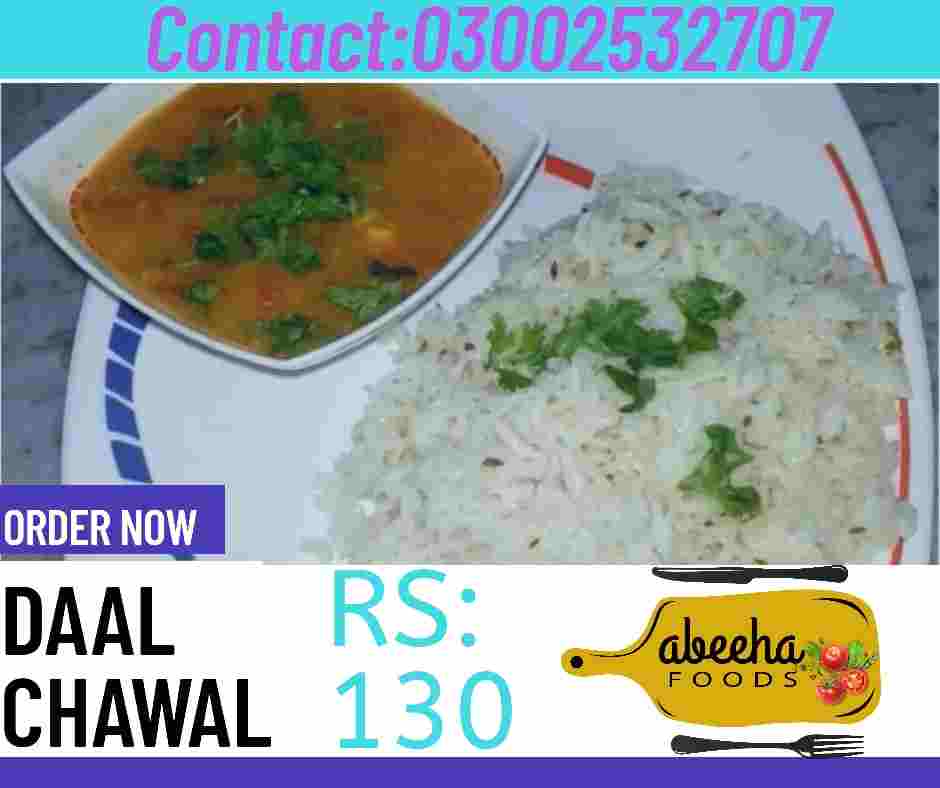 Contact:03002532707
ORDER NOW
DAAL
CHAWAL
RS:
130
abeeha
FOODS